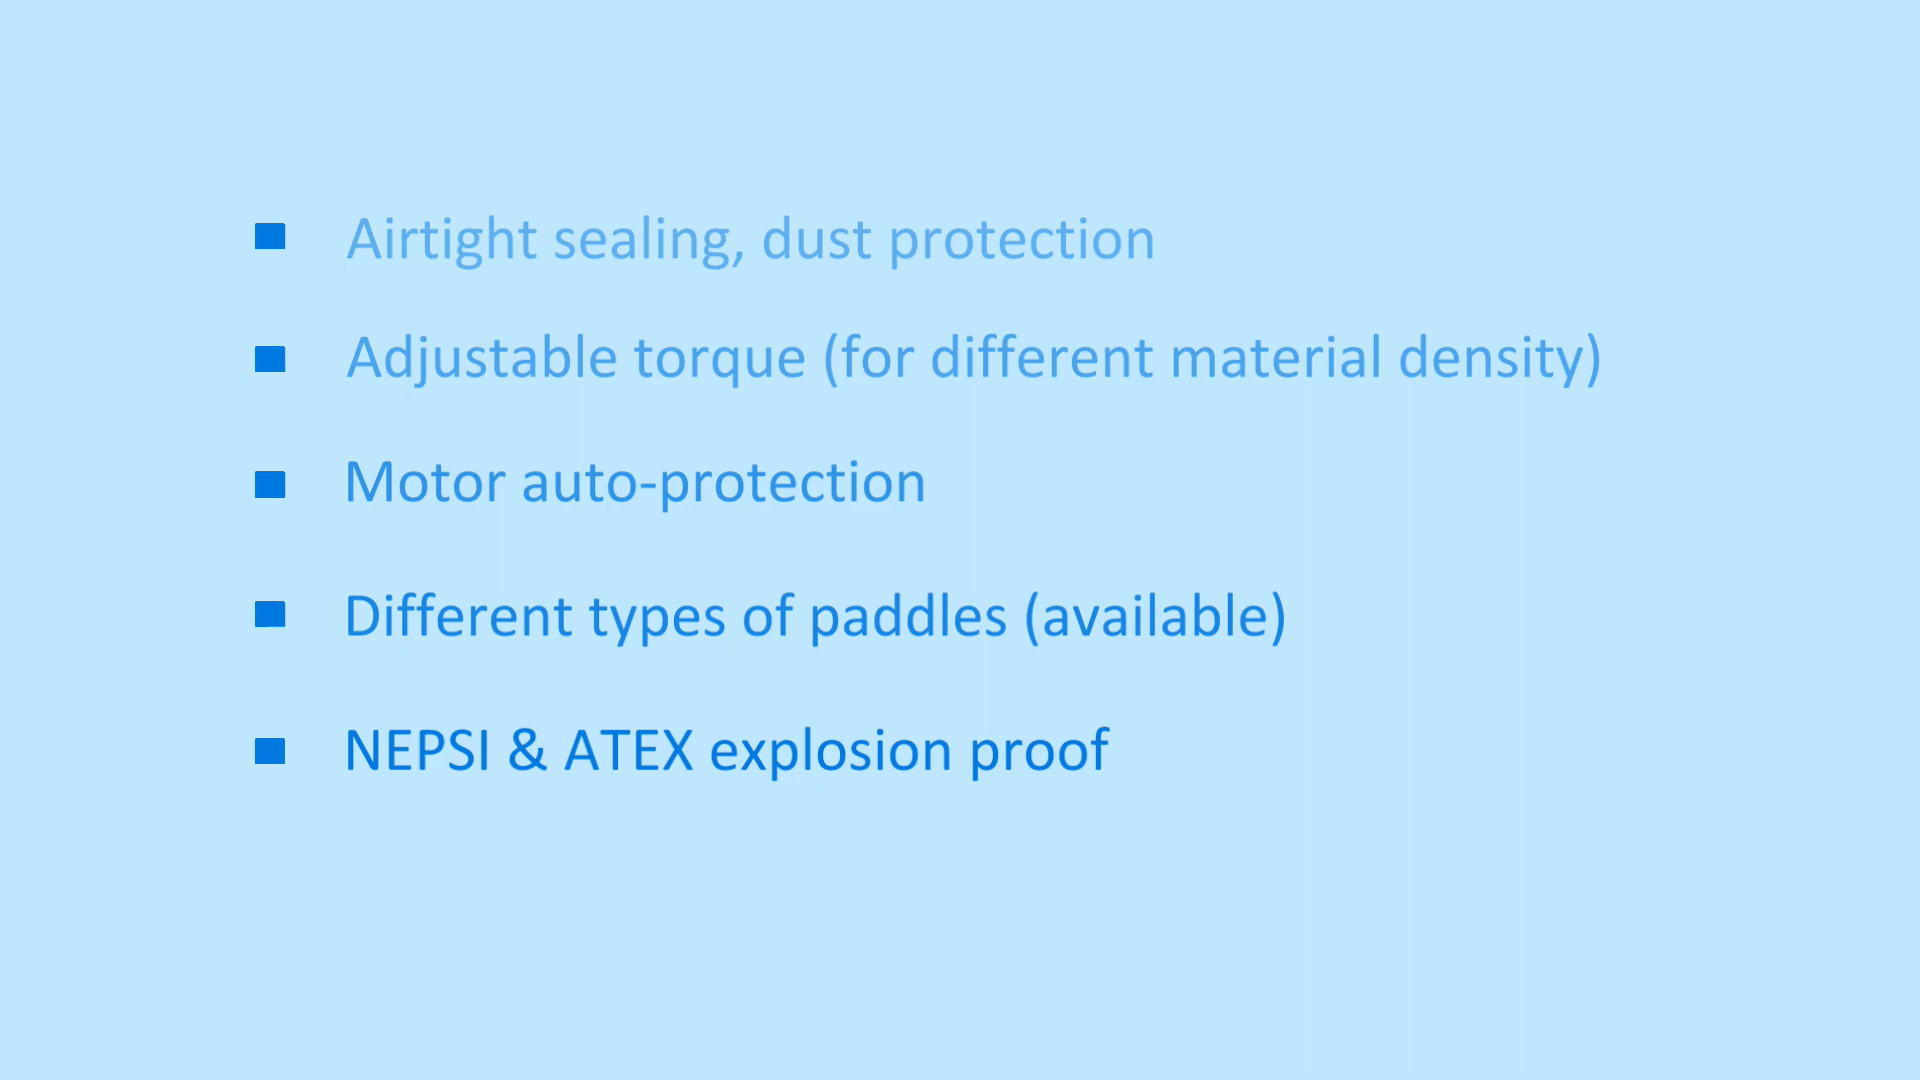 Airtight sealing, dust protection
Adjustable torque (for different material density)
Motor auto-protection
Different types of paddles (available)
NEPSI & ATEX explosion proof